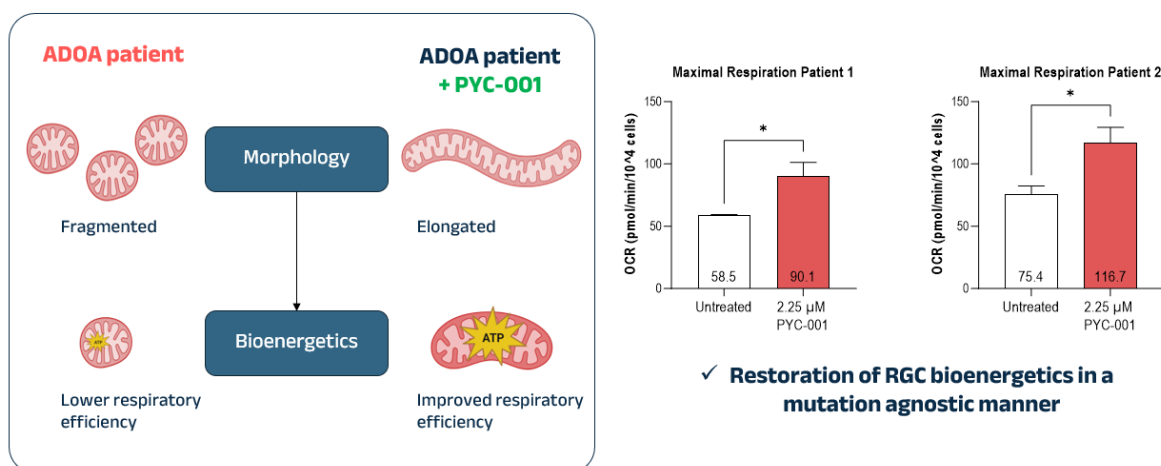 ADOA patient
ADOA patient
+ PYC-001
Morphology
Fragmented
Elongated
Bioenergetics
ATP
ATP
Lower respiratory
efficiency
Improved respiratory
efficiency
Maximal Respiration Patient 1
OCR (pmol/min/10^4 cells)
150
100
50
0
*
58.5
90.1
Untreated
2.25 µM
PYC-001
Maximal Respiration Patient 2
OCR (pmol/min/10^4 cells)
150
100
50
0
*
75.4
116.7
Untreated
2.25 µM
PYC-001
✓ Restoration of RGC bioenergetics in a
mutation agnostic manner